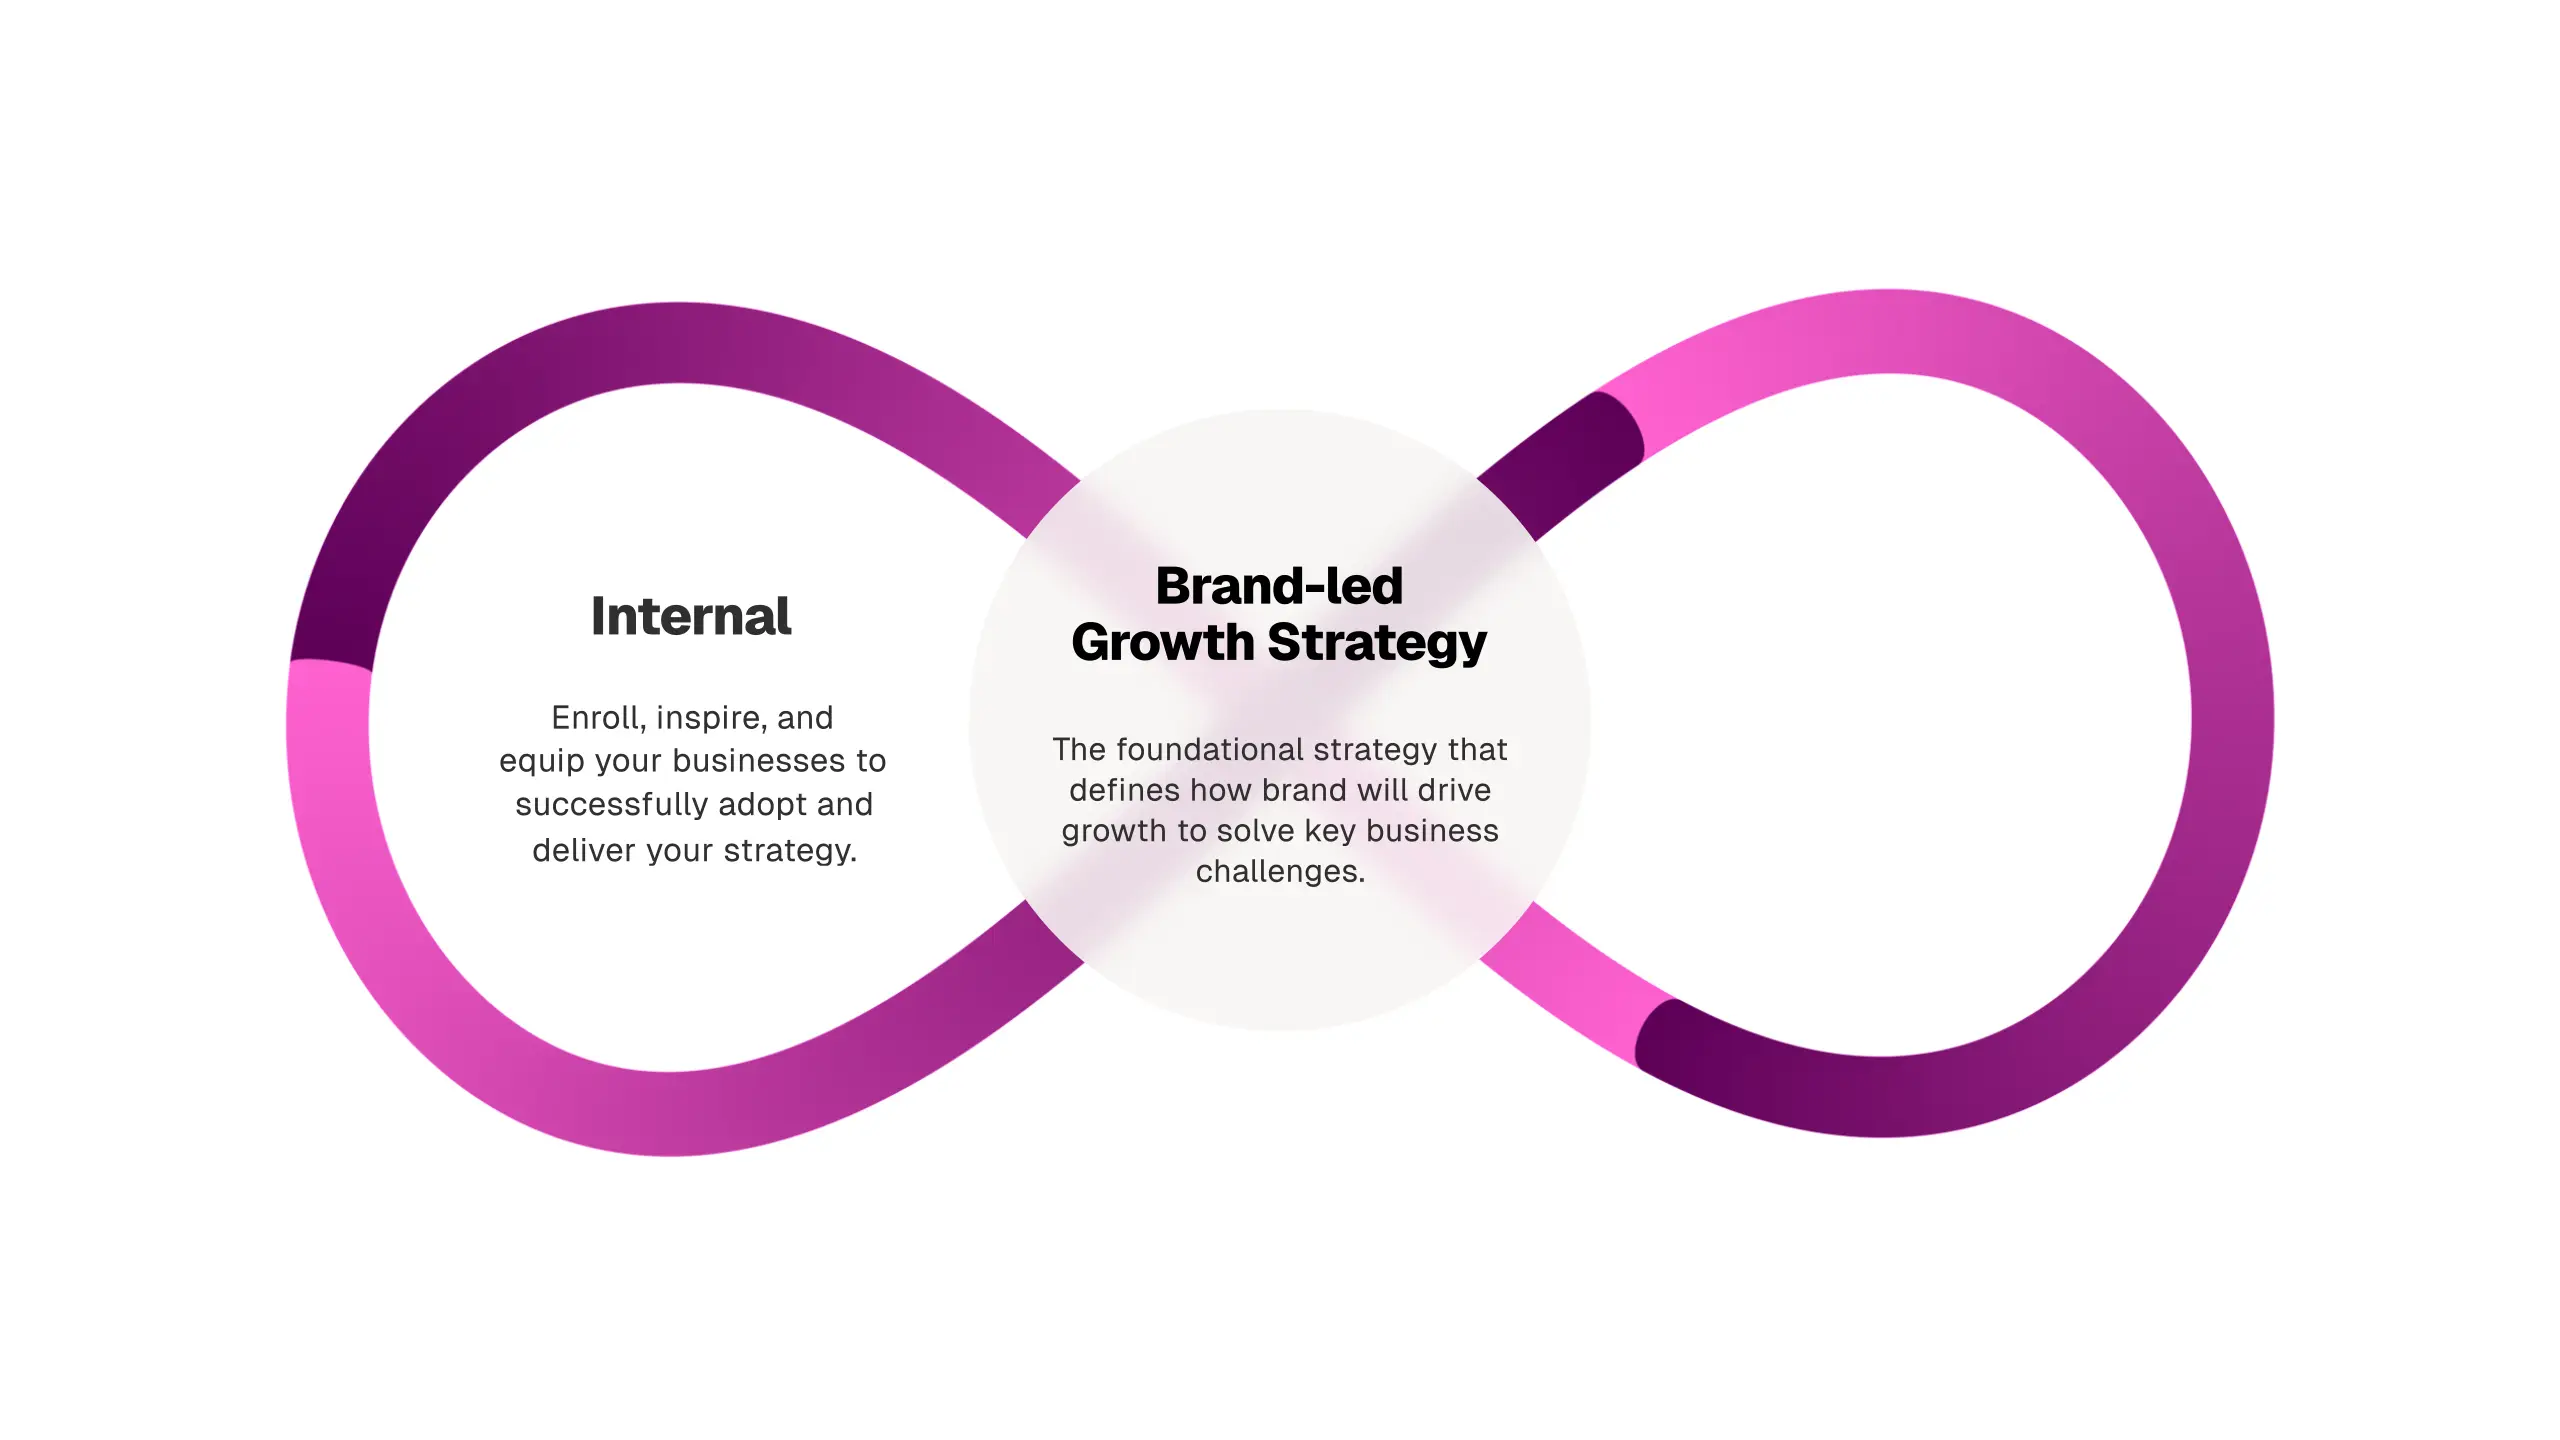 Internal
Enroll, inspire, and
equip your businesses to
successfully adopt and
deliver your strategy.
Brand-led
Growth Strategy
The foundational strategy that
defines how brand will drive
growth to solve key business
challenges.